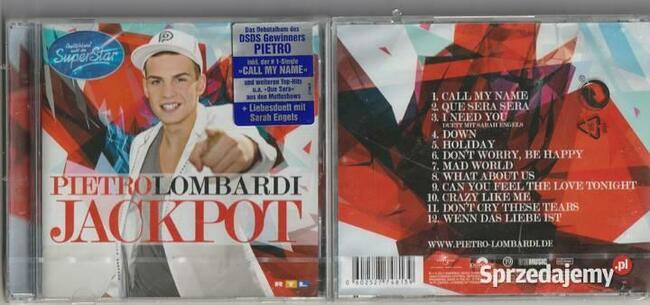 Deutschland sucht den
SuperStar
Das Debütalbum des
DSDS Gewinners
PIETRO
inkl. der #1-Single
»CALL MY NAME«
und weiteren Top-Hits
u.a. »Que Sera«
aus den Mottoshows
+ Liebesduett mit
Sarah Engels
PIETROLOMBARDI
JACKPOT
RTL
1. CALL MY NAME
2. QUE SERA SERA
3. I NEED YOU
DUETT MIT SARAH ENGELS
4. DOWN
5. HOLIDAY
6. DON'T WORRY, BE HAPPY
7. MAD WORLD
8. WHAT ABOUT US
9. CAN YOU FEEL THE LOVE TONIGHT
10. CRAZY LIKE ME
11. DON'T CRY THESE TEARS
12. WENN DAS LIEBE IST
WWW.PIETRO-LOMBARDI.DE
Sprzedajemy.pl